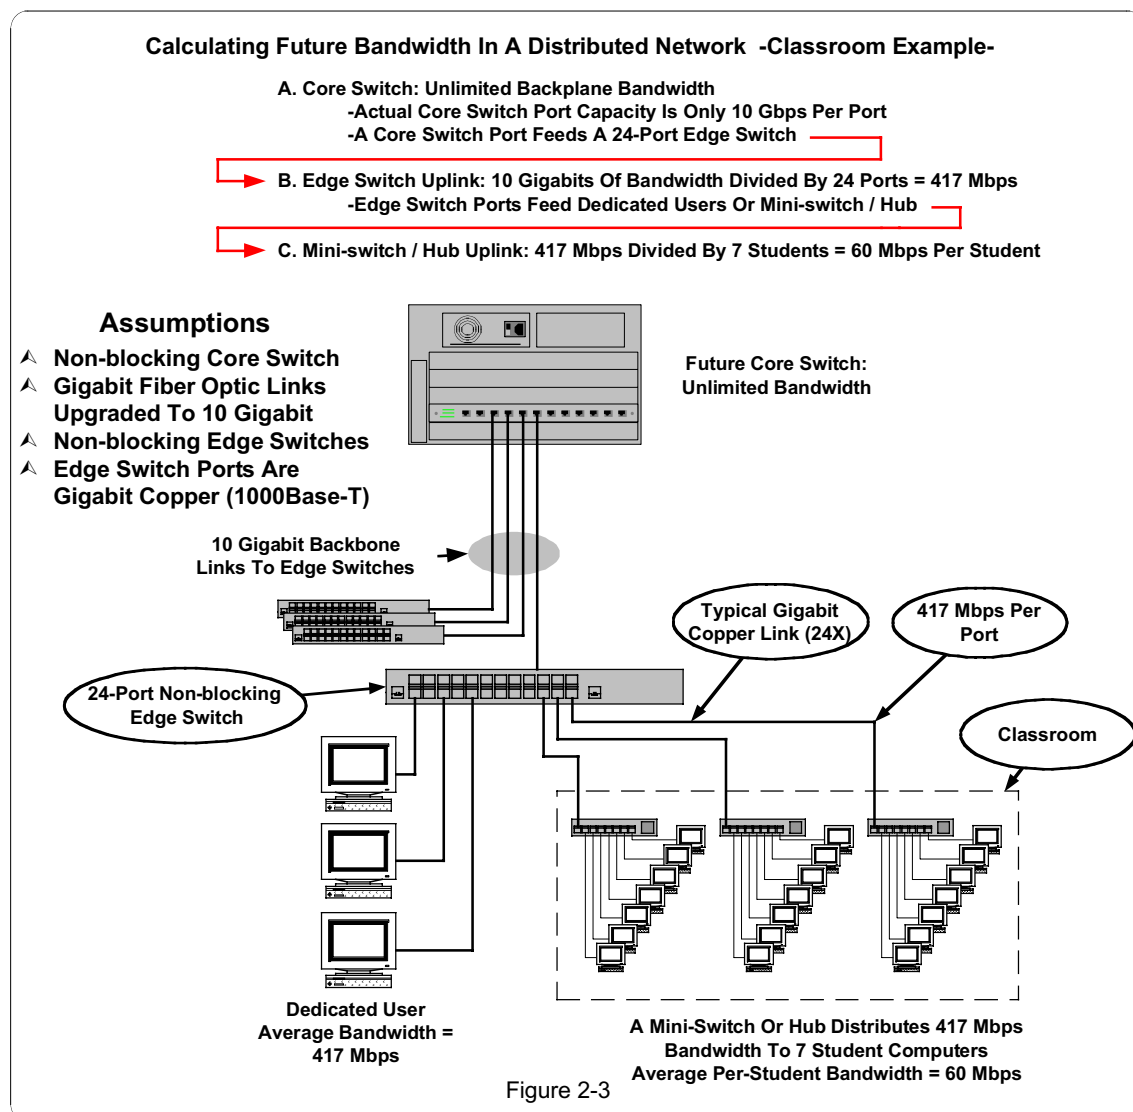 Calculating Future Bandwidth In A Distributed Network -Classroom Example-
A. Core Switch: Unlimited Backplane Bandwidth
-Actual Core Switch Port Capacity Is Only 10 Gbps Per Port
-A Core Switch Port Feeds A 24-Port Edge Switch
B. Edge Switch Uplink: 10 Gigabits Of Bandwidth Divided By 24 Ports = 417 Mbps
-Edge Switch Ports Feed Dedicated Users Or Mini-switch / Hub
C. Mini-switch / Hub Uplink: 417 Mbps Divided By 7 Students = 60 Mbps Per Student
Assumptions
Non-blocking Core Switch
Gigabit Fiber Optic Links
Upgraded To 10 Gigabit
Non-blocking Edge Switches
Edge Switch Ports Are
Gigabit Copper (1000Base-T)
Future Core Switch:
Unlimited Bandwidth
10 Gigabit Backbone
Links To Edge Switches
Typical Gigabit
Copper Link (24X)
417 Mbps Per
Port
24-Port Non-blocking
Edge Switch
Classroom
Dedicated User
Average Bandwidth =
417 Mbps
A Mini-Switch Or Hub Distributes 417 Mbps
Bandwidth To 7 Student Computers
Average Per-Student Bandwidth = 60 Mbps
Figure 2-3